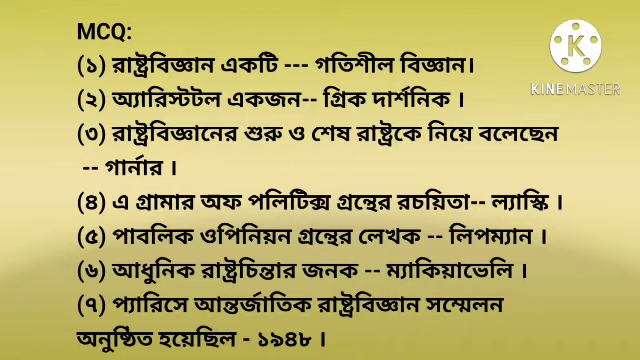 MCQ:
(১) রাষ্ট্রবিজ্ঞান একটি --- গতিশীল বিজ্ঞান।
(২) অ্যারিস্টটল একজন-- গ্রিক দার্শনিক ।
(৩) রাষ্ট্রবিজ্ঞানের শুরু ও শেষ রাষ্ট্রকে নিয়ে বলেছেন
-- গার্নার ।
(৪) এ গ্রামার অফ পলিটিক্স গ্রন্থের রচয়িতা-- ল্যাস্কি ।
(৫) পাবলিক ওপিনিয়ন গ্রন্থের লেখক -- লিপম্যান ।
(৬) আধুনিক রাষ্ট্রচিন্তার জনক -- ম্যাকিয়াভেলি ।
(৭) প্যারিসে আন্তর্জাতিক রাষ্ট্রবিজ্ঞান সম্মেলন
অনুষ্ঠিত হয়েছিল - ১৯৪৮ ।
K
KINEMASTER